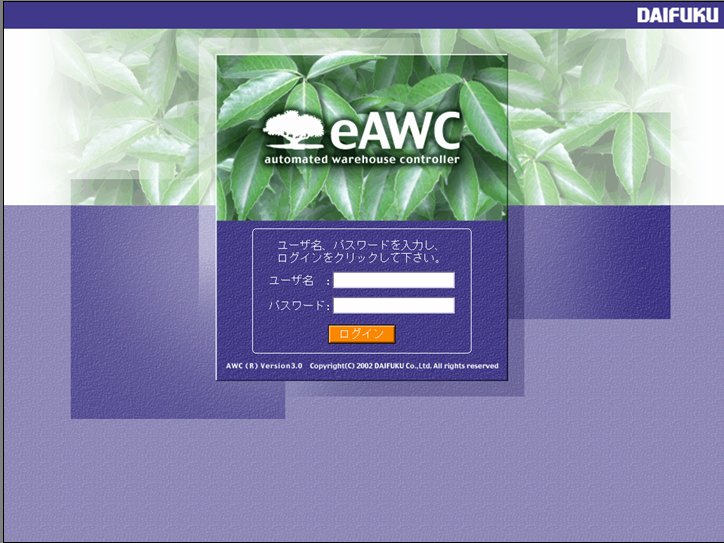 DAIFUKU
eAWC
automated warehouse controller
ユーザ名、パスワードを入力し、
ログインをクリックして下さい。
ユーザ名 :
パスワード:
ログイン
AWC (R) Version3.0 Copyright(C) 2002 DAIFUKU Co.,Ltd. All rights reserved